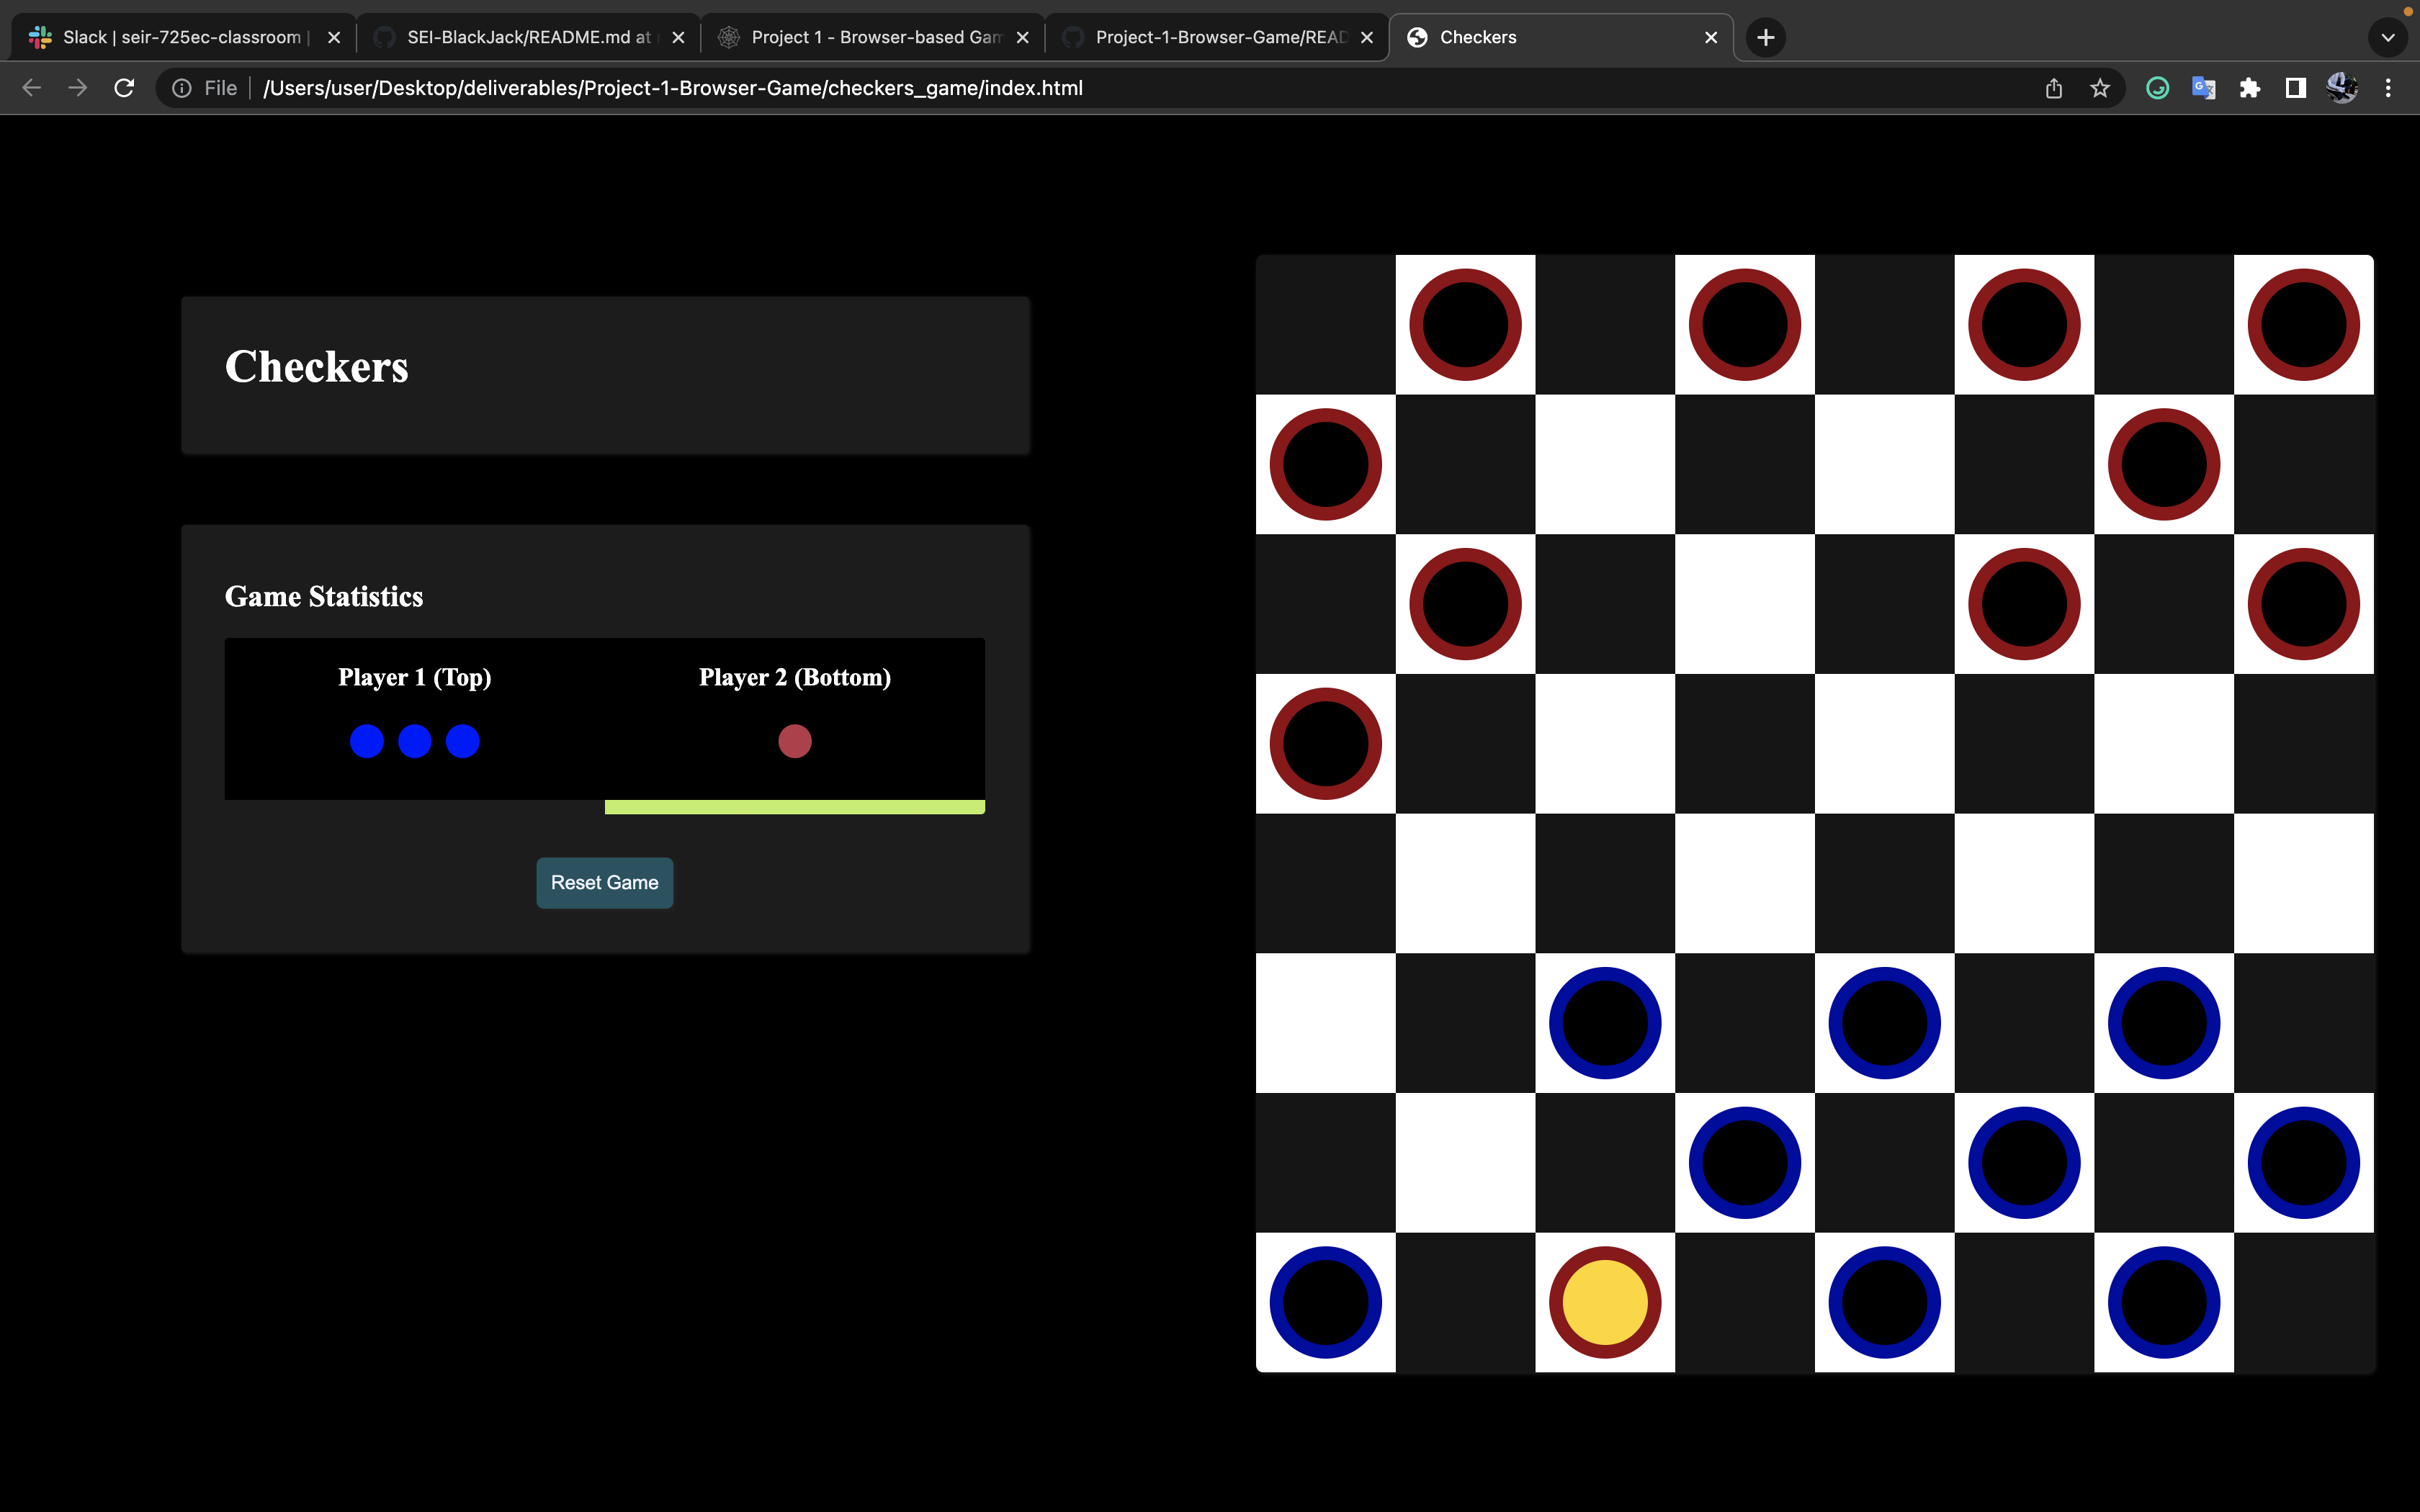 Slack | seir-725ec-classroom |
SEI-BlackJack/README.md at
Project 1 - Browser-based Gam
Project-1-Browser-Game/READ
Checkers
File
/Users/user/Desktop/deliverables/Project-1-Browser-Game/checkers_game/index.html
Checkers
Game Statistics
Player 1 (Top)
Player 2 (Bottom)
Reset Game